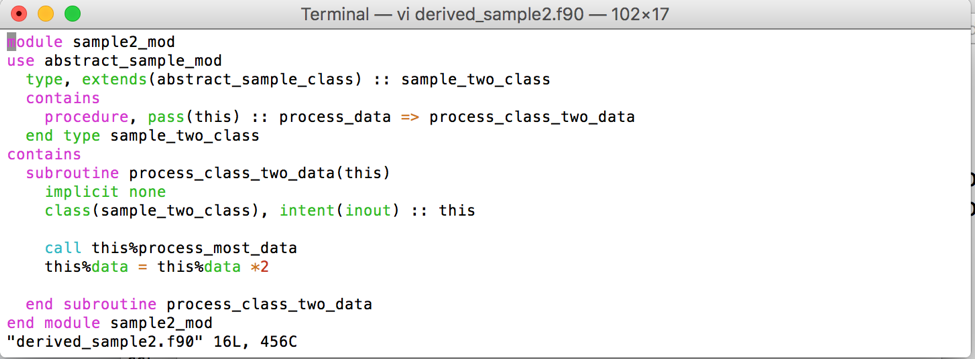 Terminal — vi derived_sample2.f90 — 102×17
module sample2_mod
use abstract_sample_mod
  type, extends(abstract_sample_class) :: sample_two_class
  contains
    procedure, pass(this) :: process_data => process_class_two_data
  end type sample_two_class
contains
  subroutine process_class_two_data(this)
    implicit none
    class(sample_two_class), intent(inout) :: this

    call this%process_most_data
    this%data = this%data *2

  end subroutine process_class_two_data
end module sample2_mod
"derived_sample2.f90" 16L, 456C